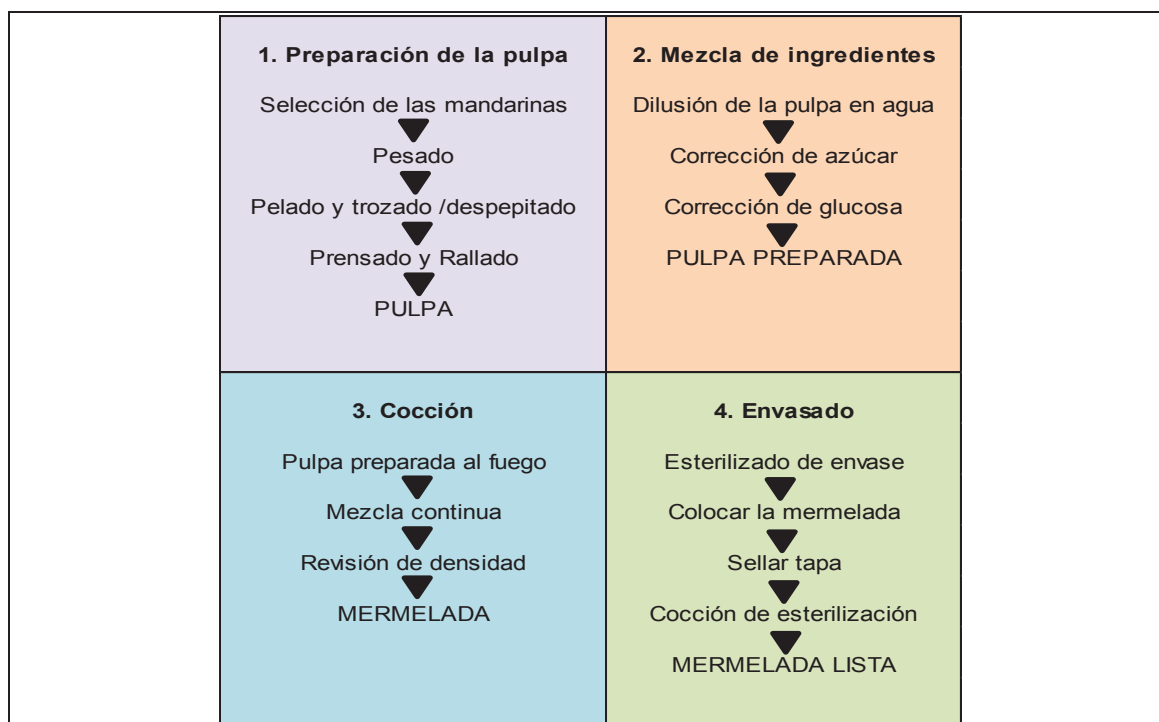 1. Preparación de la pulpa
Selección de las mandarinas
Pesado
Pelado y trozado /despepitado
Prensado y Rallado
PULPA
2. Mezcla de ingredientes
Dilusión de la pulpa en agua
Corrección de azúcar
Corrección de glucosa
PULPA PREPARADA
3. Cocción
Pulpa preparada al fuego
Mezcla continua
Revisión de densidad
MERMELADA
4. Envasado
Esterilizado de envase
Colocar la mermelada
Sellar tapa
Cocción de esterilización
MERMELADA LISTA